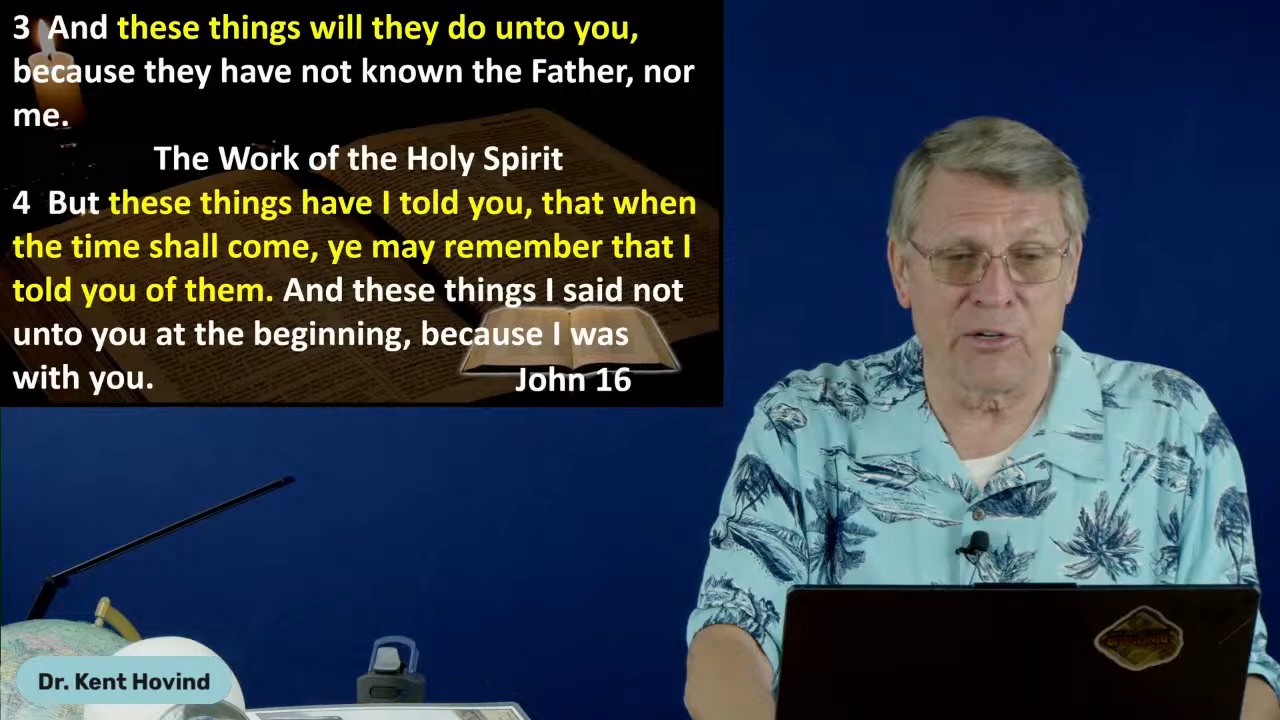 3 And these things will they do unto you,
because they have not known the Father, nor
me.
The Work of the Holy Spirit
4 But these things have I told you, that when
the time shall come, ye may remember that I
told you of them. And these things I said not
unto you at the beginning, because I was
with you.
John 16
Dr. Kent Hovind